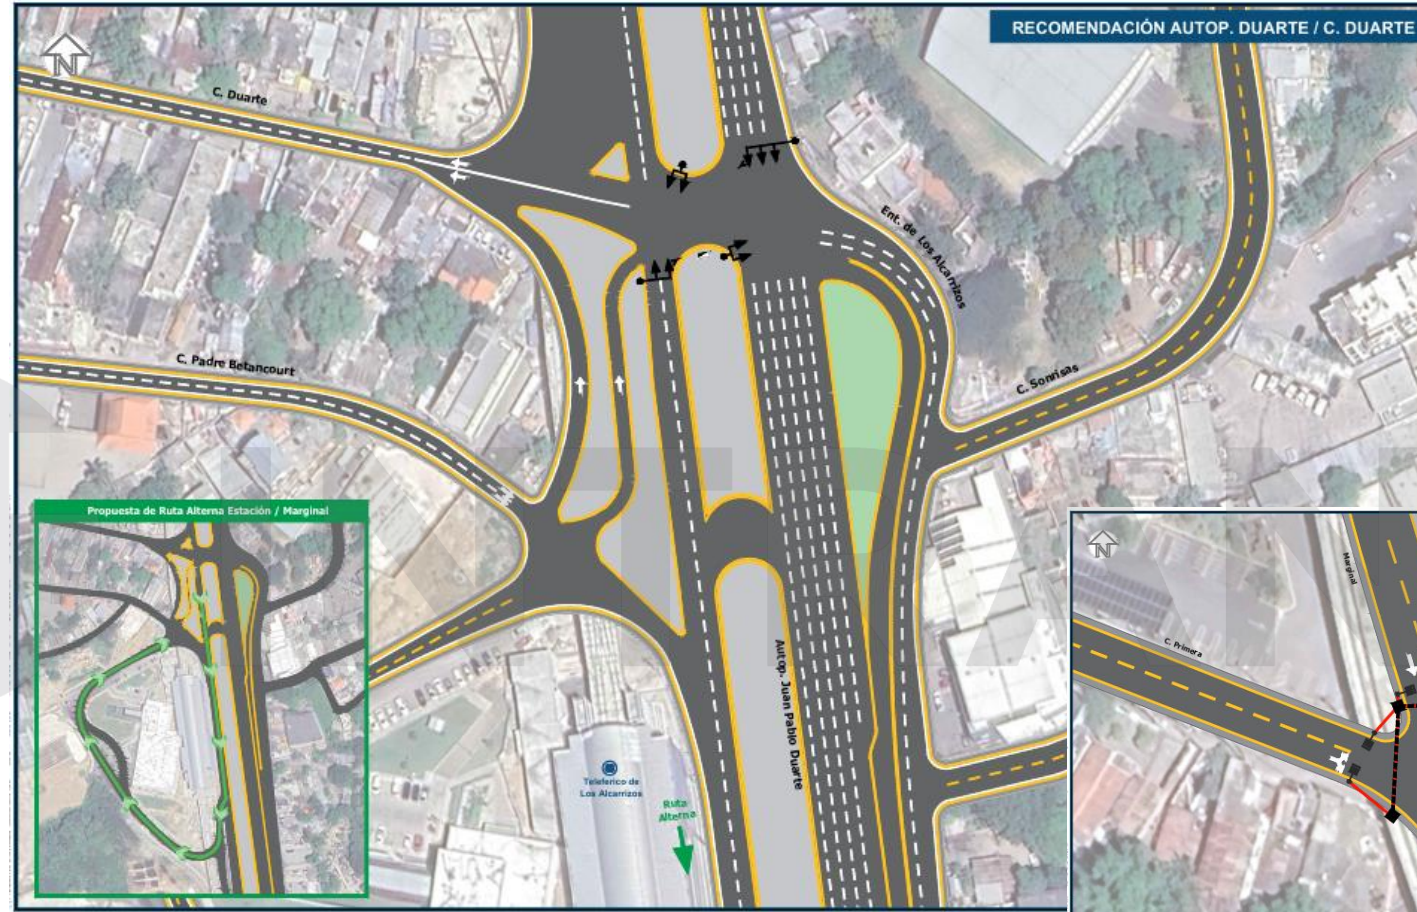 RECOMENDACIÓN AUTOP. DUARTE / C. DUARTE
N
C. Duarte
Ent. de Los Alcarrizos
C. Padre Betancourt
C. Sonrisas
Propuesta de Ruta Alterna Estación / Marginal
N
Marginal
C. Primera
Autop. Juan Pablo Duarte
Teleferico de
Los Alcarrizos
Ruta
Alterna